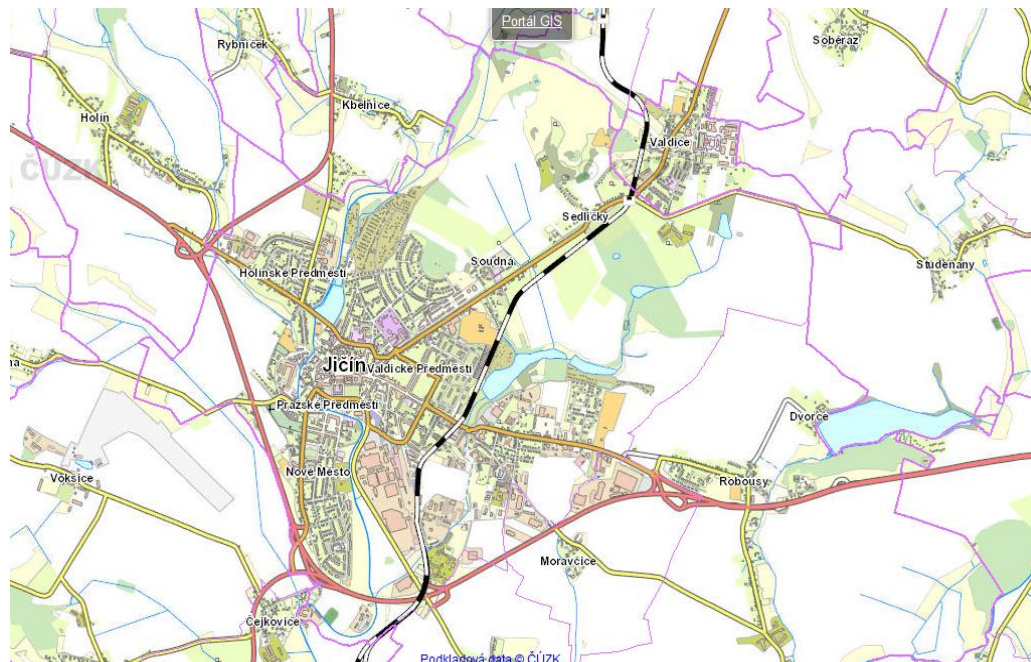 Portál GIS
Rybníček
Soběraz
Kbelnice
Holín
Valdice
ČÚZK
Sedličky
Soudná
Studeňany
Holínské Předměstí
Jičín
Valdické Předměstí
Pražské Předměstí
Dvorce
Nové Město
Vokšice
Robousy
Moravčice
Čejkovice
Podkladová data © ČÚZK